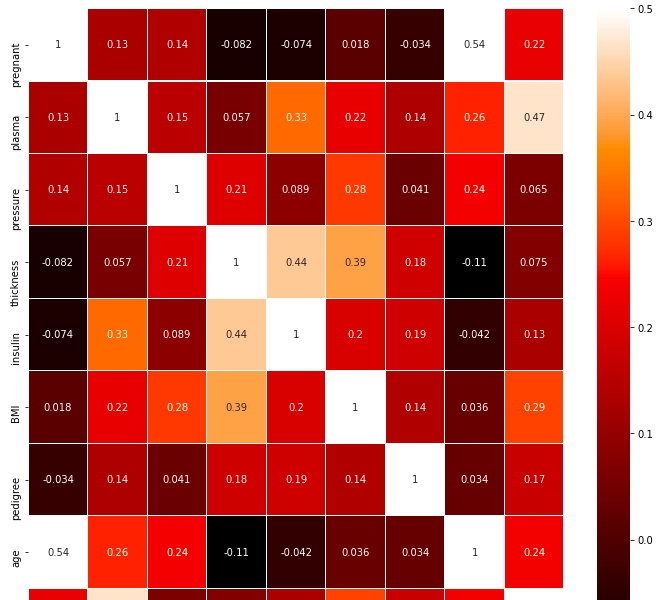 pregnant 1 0.13 0.14 -0.082 -0.074 0.018 -0.034 0.54 0.22
plasma 0.13 1 0.15 0.057 0.33 0.22 0.14 0.26 0.47
pressure 0.14 0.15 1 0.21 0.089 0.28 0.041 0.24 0.065
thickness -0.082 0.057 0.21 1 0.44 0.39 0.18 -0.11 0.075
insulin -0.074 0.33 0.089 0.44 1 0.2 0.19 -0.042 0.13
BMI 0.018 0.22 0.28 0.39 0.2 1 0.14 0.036 0.29
pedigree -0.034 0.14 0.041 0.18 0.19 0.14 1 0.034 0.17
age 0.54 0.26 0.24 -0.11 -0.042 0.036 0.034 1 0.24
0.5
0.4
0.3
0.2
0.1
0.0